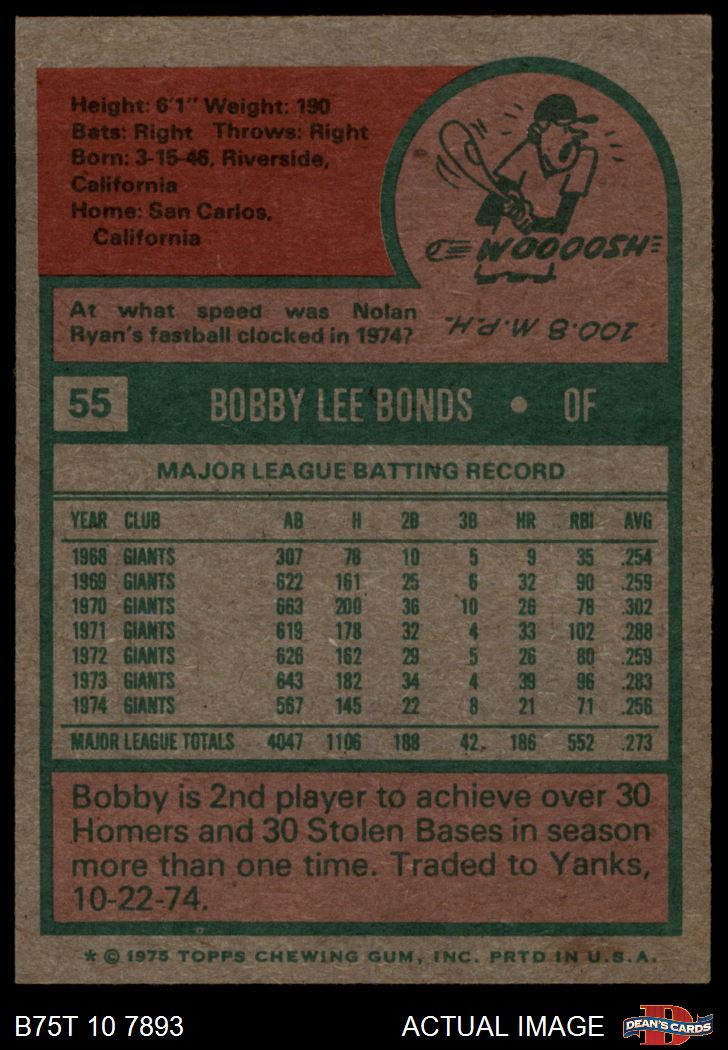 Height: 6'1" Weight: 190
Bats: Right Throws: Right
Born: 3-15-46, Riverside,
California
Home: San Carlos,
California
WOOOOSH
At what speed was Nolan
Ryan's fastball clocked in 1974?
100.8 M.P.H.
55 BOBBY LEE BONDS • OF
MAJOR LEAGUE BATTING RECORD
YEAR CLUB AB H 2B 3B HR RBI AVG
1968 GIANTS 307 78 10 5 9 35 .254
1969 GIANTS 622 161 25 6 32 90 .259
1970 GIANTS 663 200 36 10 26 78 .302
1971 GIANTS 619 178 32 4 33 102 .288
1972 GIANTS 626 162 29 5 26 80 .259
1973 GIANTS 643 182 34 4 39 96 .283
1974 GIANTS 567 145 22 8 21 71 .256
MAJOR LEAGUE TOTALS 4047 1106 188 42. 186 552 .273
Bobby is 2nd player to achieve over 30
Homers and 30 Stolen Bases in season
more than one time. Traded to Yanks,
10-22-74.
* © 1975 TOPPS CHEWING GUM, INC. PRTD IN U.S.A.
B75T 10 7893 ACTUAL IMAGE DEAN'S CARDS